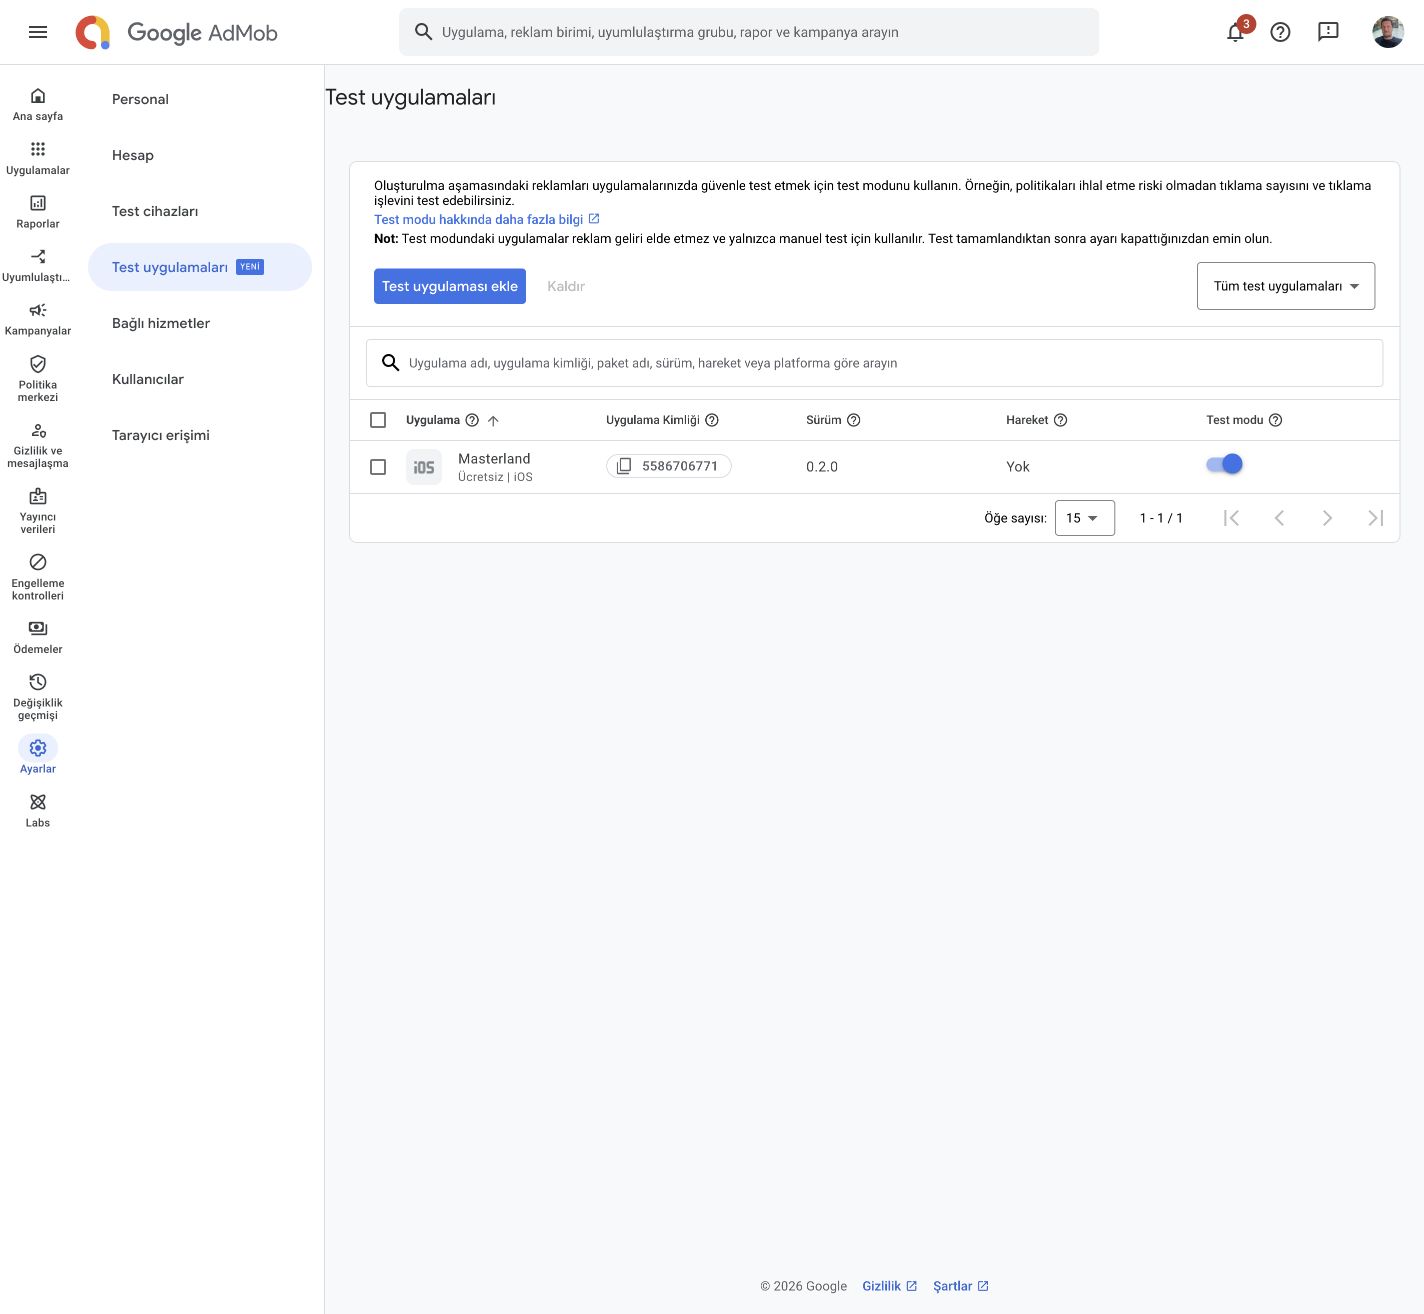 Google AdMob
Uygulama, reklam birimi, uyumlulaştırma grubu, rapor ve kampanya arayın
3
Ana sayfa
Uygulamalar
Raporlar
Uyumlulaştı...
Kampanyalar
Politika
merkezi
Gizlilik ve
mesajlaşma
Yayıncı
verileri
Engelleme
kontrolleri
Ödemeler
Değişiklik
geçmişi
Ayarlar
Labs
Personal
Hesap
Test cihazları
Test uygulamaları YENİ
Bağlı hizmetler
Kullanıcılar
Tarayıcı erişimi
Test uygulamaları
Oluşturulma aşamasındaki reklamları uygulamalarınızda güvenle test etmek için test modunu kullanın. Örneğin, politikaları ihlal etme riski olmadan tıklama sayısını ve tıklama
işlevini test edebilirsiniz.
Test modu hakkında daha fazla bilgi
Not: Test modundaki uygulamalar reklam geliri elde etmez ve yalnızca manuel test için kullanılır. Test tamamlandıktan sonra ayarı kapattığınızdan emin olun.
Test uygulaması ekle Kaldır Tüm test uygulamaları
Uygulama adı, uygulama kimliği, paket adı, sürüm, hareket veya platforma göre arayın
Uygulama Uygulama Kimliği Sürüm Hareket Test modu
iOS Masterland 5586706771 0.2.0 Yok
Ücretsiz | iOS
Öğe sayısı: 15 1 - 1 / 1
© 2026 Google Gizlilik Şartlar